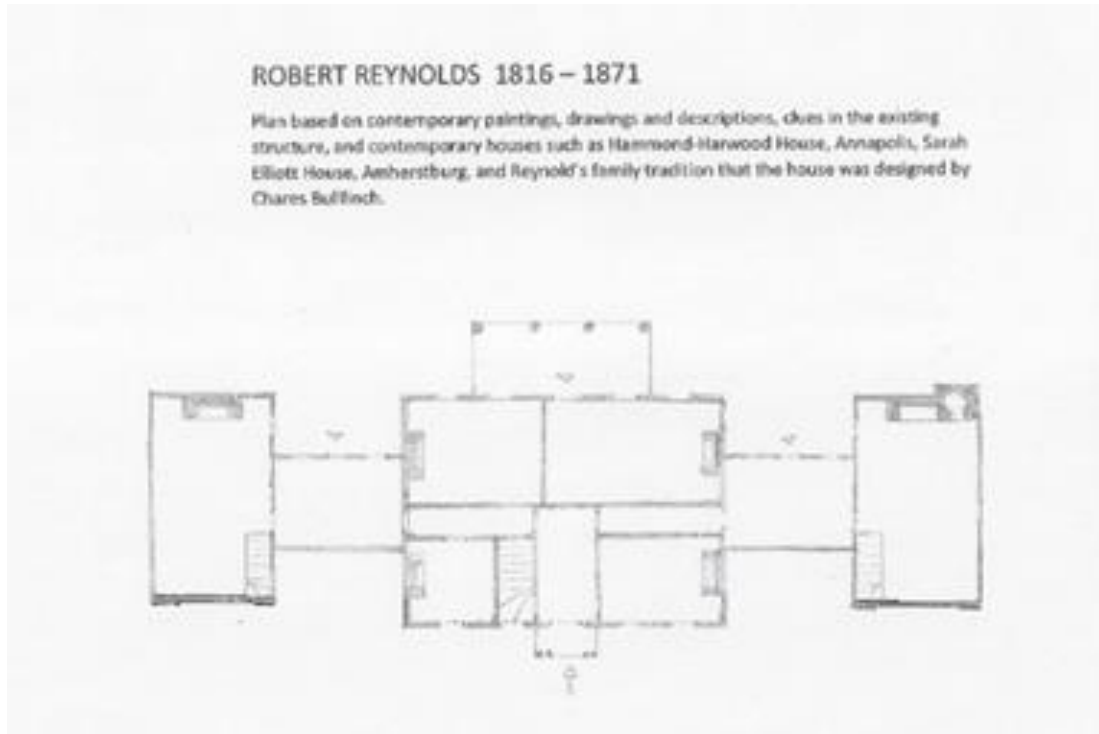 ROBERT REYNOLDS 1816 – 1871
Plan based on contemporary paintings, drawings and descriptions, clues in the existing
structure, and contemporary houses such as Hammond-Harwood House, Annapolis, Sarah
Elliott House, Amherstburg, and Reynold's family tradition that the house was designed by
Chares Bullfinch.